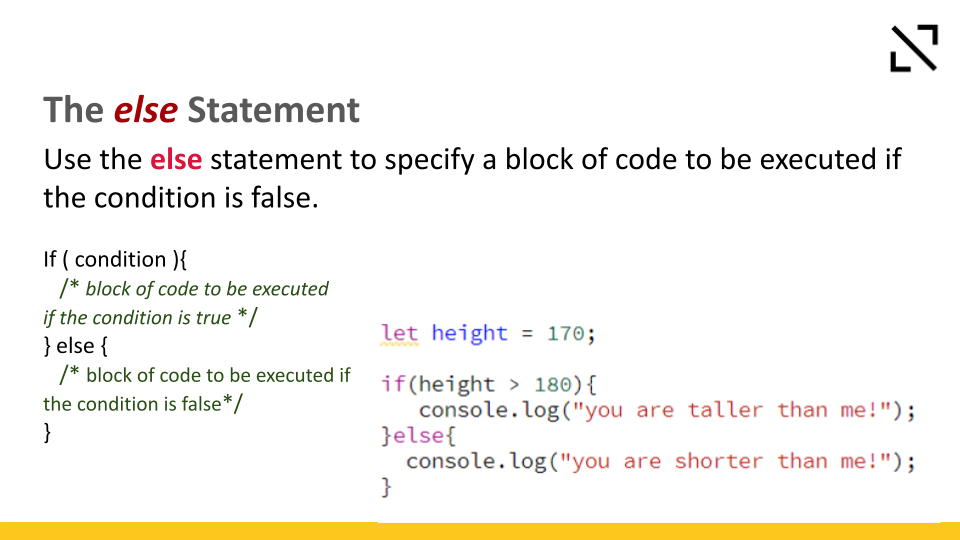 The else Statement
Use the else statement to specify a block of code to be executed if
the condition is false.
If ( condition ){
/* block of code to be executed
if the condition is true */
} else {
/* block of code to be executed if
the condition is false*/
}
let height = 170;
if(height > 180){
console.log("you are taller than me!");
}else{
console.log("you are shorter than me!");
}